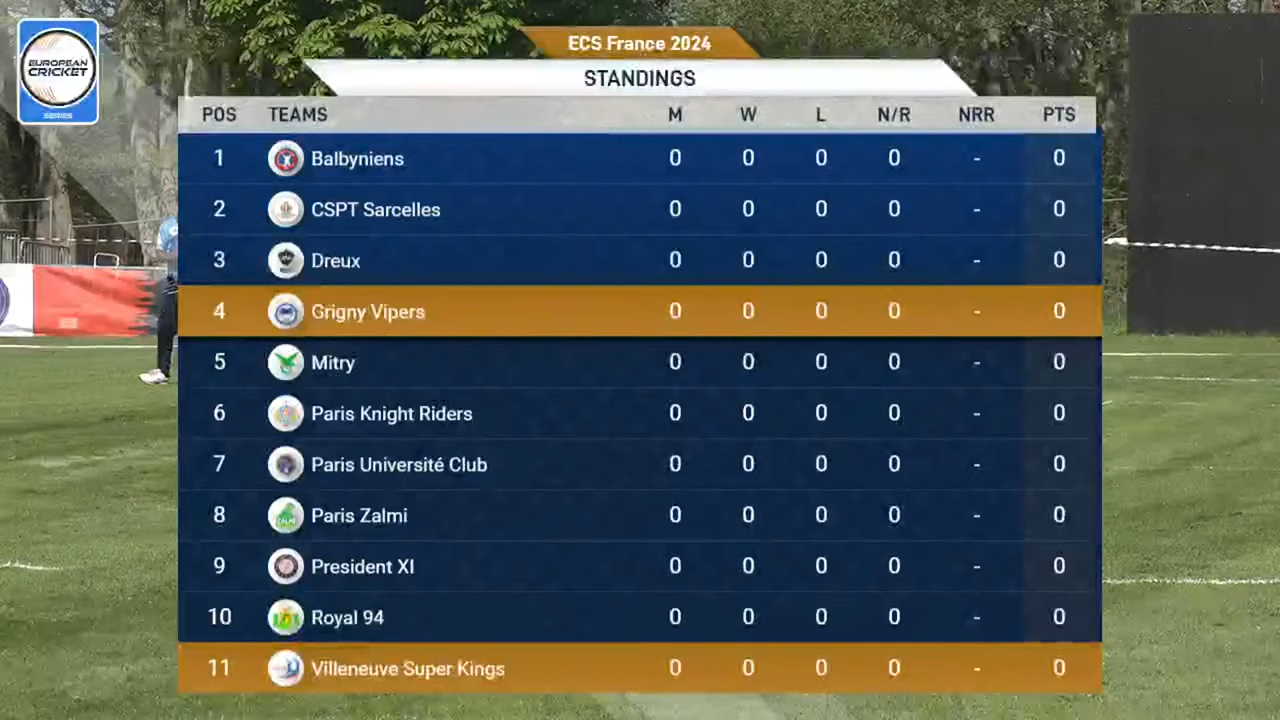 EUROPEAN
CRICKET
SERIES
ECS France 2024
STANDINGS
POS TEAMS M W L N/R NRR PTS
1 Balbyniens 0 0 0 0 - 0
2 CSPT Sarcelles 0 0 0 0 - 0
3 Dreux 0 0 0 0 - 0
4 Grigny Vipers 0 0 0 0 - 0
5 Mitry 0 0 0 0 - 0
6 Paris Knight Riders 0 0 0 0 - 0
7 Paris Université Club 0 0 0 0 - 0
8 Paris Zalmi 0 0 0 0 - 0
9 President XI 0 0 0 0 - 0
10 Royal 94 0 0 0 0 - 0
11 Villeneuve Super Kings 0 0 0 0 - 0